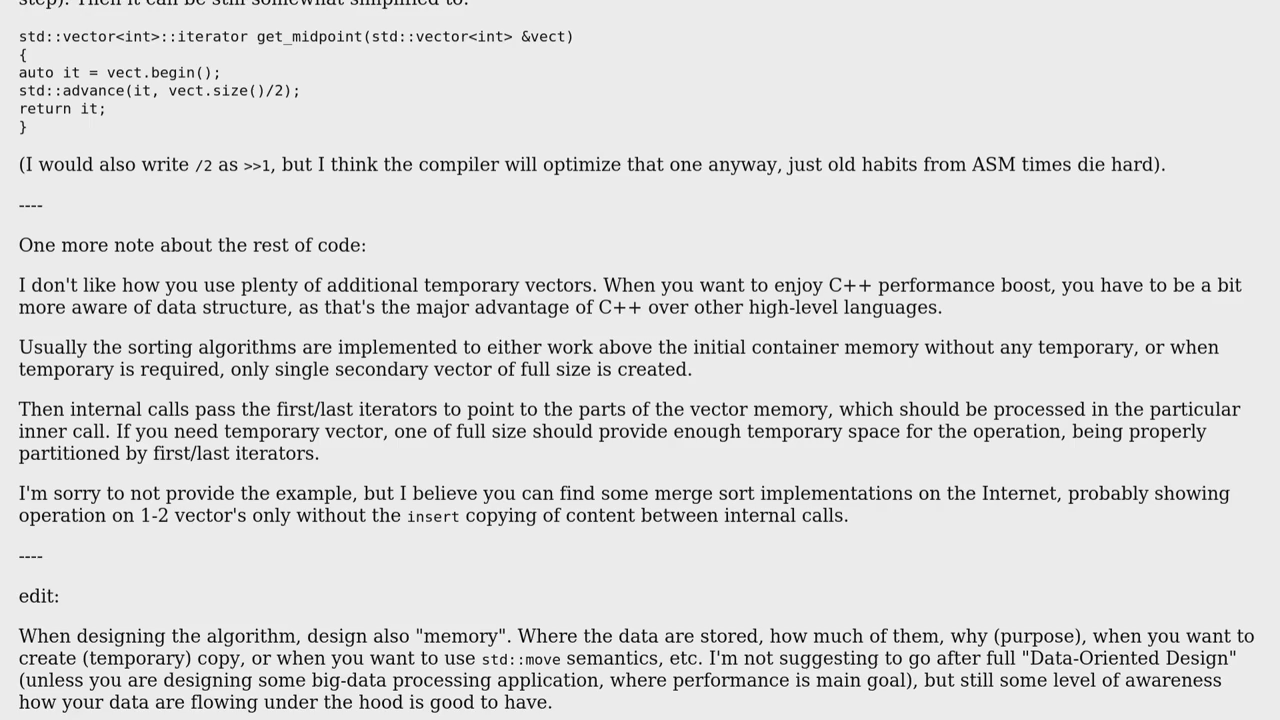 step). Then it can be still somewhat simplified to:
std::vector<int>::iterator get_midpoint(std::vector<int> &vect)
{
auto it = vect.begin();
std::advance(it, vect.size()/2);
return it;
}
(I would also write /2 as >>1, but I think the compiler will optimize that one anyway, just old habits from ASM times die hard).
----
One more note about the rest of code:
I don't like how you use plenty of additional temporary vectors. When you want to enjoy C++ performance boost, you have to be a bit
more aware of data structure, as that's the major advantage of C++ over other high-level languages.
Usually the sorting algorithms are implemented to either work above the initial container memory without any temporary, or when
temporary is required, only single secondary vector of full size is created.
Then internal calls pass the first/last iterators to point to the parts of the vector memory, which should be processed in the particular
inner call. If you need temporary vector, one of full size should provide enough temporary space for the operation, being properly
partitioned by first/last iterators.
I'm sorry to not provide the example, but I believe you can find some merge sort implementations on the Internet, probably showing
operation on 1-2 vector's only without the insert copying of content between internal calls.
----
edit:
When designing the algorithm, design also "memory". Where the data are stored, how much of them, why (purpose), when you want to
create (temporary) copy, or when you want to use std::move semantics, etc. I'm not suggesting to go after full "Data-Oriented Design"
(unless you are designing some big-data processing application, where performance is main goal), but still some level of awareness
how your data are flowing under the hood is good to have.